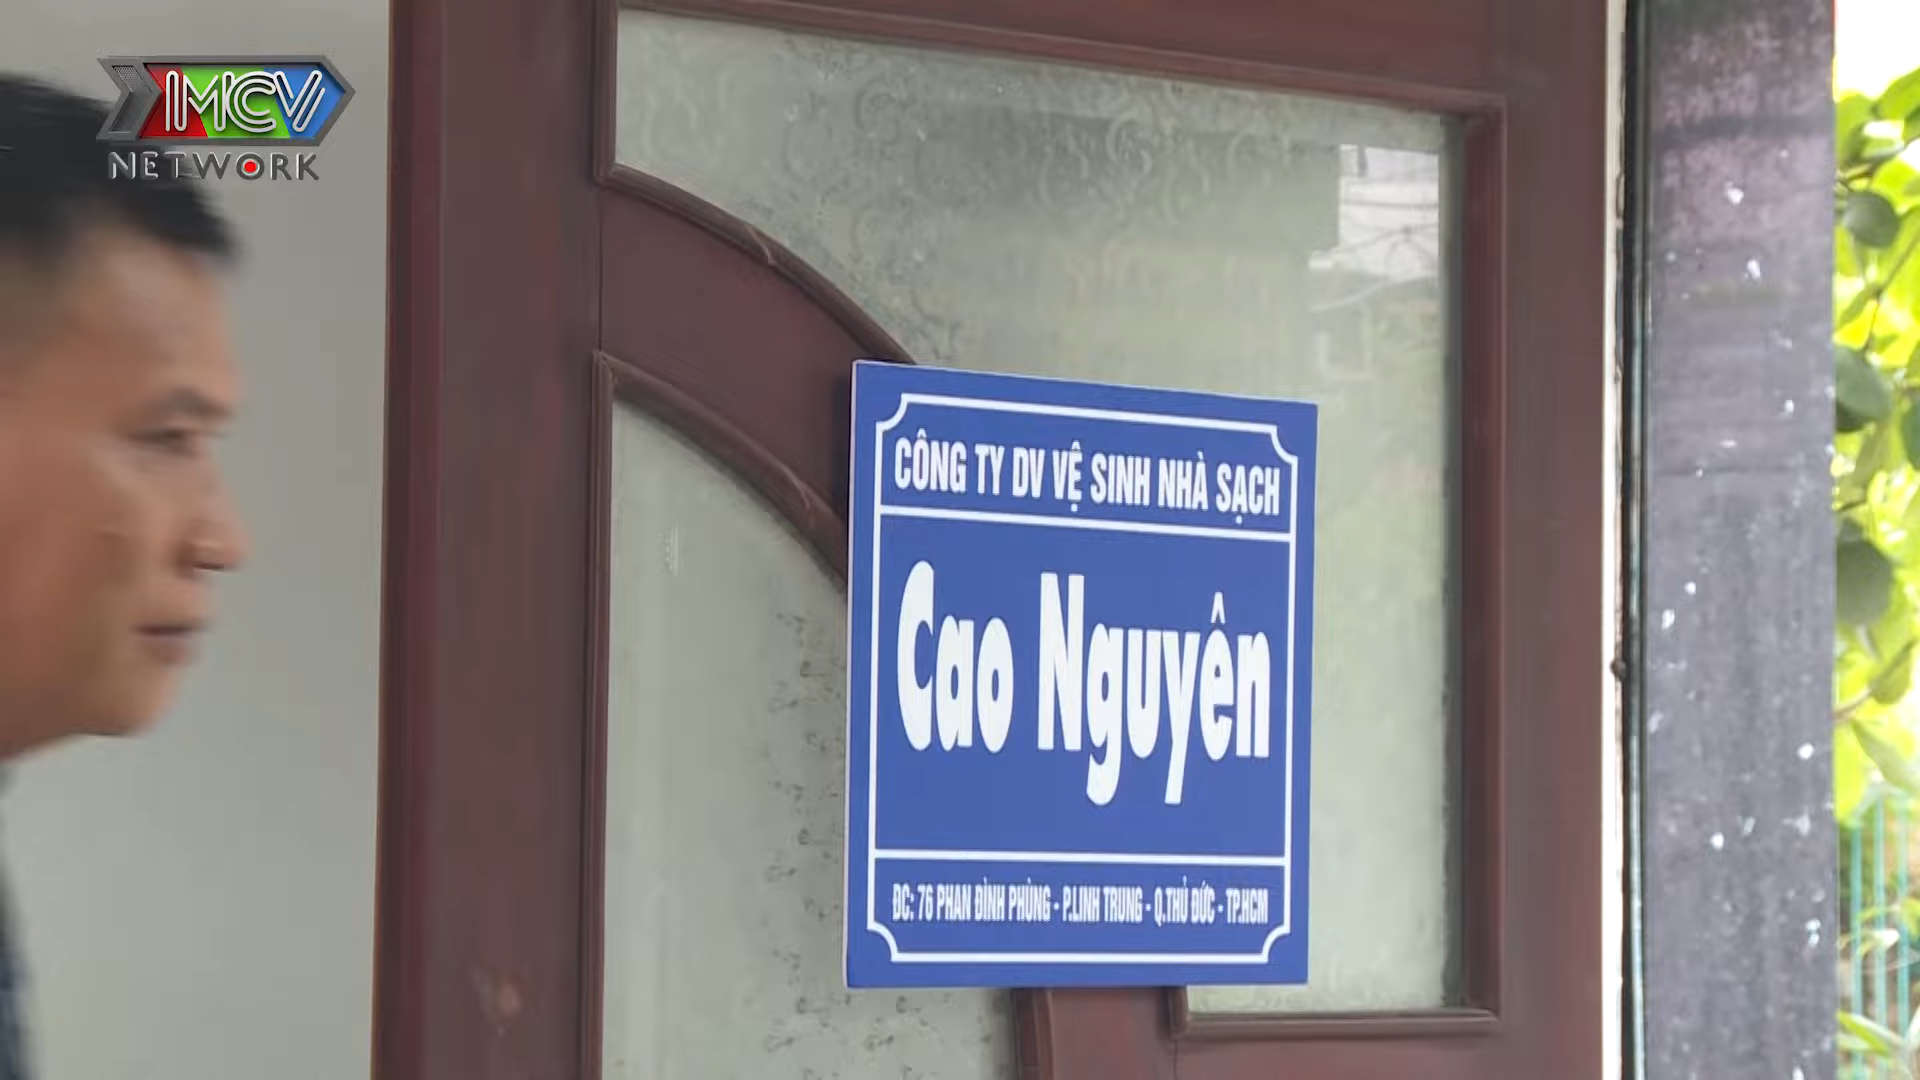 MCV
NETWORK
CÔNG TY DV VỆ SINH NHÀ SẠCH
Cao Nguyên
ĐC: 76 PHAN ĐÌNH PHÙNG - P.LINH TRUNG - Q.THỦ ĐỨC - TP.HCM